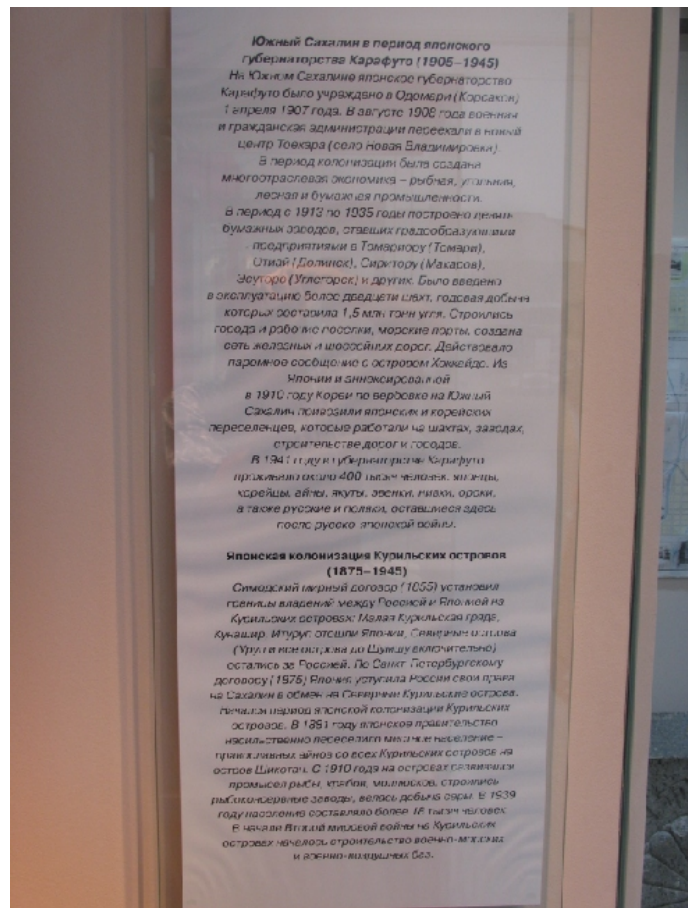 Южный Сахалин в период японского
губернаторства Карафуто (1905–1945)
На Южном Сахалине японское губернаторство
Карафуто было учреждено в Одомари (Корсаков)
1 апреля 1907 года. В августе 1908 года военная
и гражданская администрации переехали в новый
центр Тоехара (село Новая Владимировка).
В период колонизации была создана
многоотраслевая экономика – рыбная, угольная,
лесная и бумажная промышленности.
В период с 1913 по 1935 годы построено девять
бумажных заводов, ставших градообразующими
предприятиями в Томариору (Томари),
Отиай (Долинск), Сиритору (Макаров),
Эсуторо (Углегорск) и других. Было введено
в эксплуатацию более двадцати шахт, годовая добыча
которых составила 1,5 млн тонн угля. Строились
города и рабочие поселки, морские порты, создана
сеть железных и шоссейных дорог. Действовало
паромное сообщение с островом Хоккайдо. Из
Японии и аннексированной
в 1910 году Кореи по вербовке на Южный
Сахалин привозили японских и корейских
переселенцев, которые работали на шахтах, заводах,
строительстве дорог и городов.
В 1941 году в губернаторстве Карафуто
проживало около 400 тысяч человек: японцы,
корейцы, айны, якуты, эвенки, нивхи, ороки,
а также русские и поляки, оставшиеся здесь
после русско-японской войны.
Японская колонизация Курильских островов
(1875–1945)
Симодский мирный договор (1855) установил
границы владений между Россией и Японией на
Курильских островах: Малая Курильская гряда,
Кунашир, Итуруп отошли Японии, Северные острова
(Уруп и все острова до Шумшу включительно)
остались за Россией. По Санкт-Петербургскому
договору (1875) Япония уступила России свои права
на Сахалин в обмен на Северные Курильские острова.
Начался период японской колонизации Курильских
островов. В 1881 году японское правительство
насильственно переселило местное население –
православных айнов со всех Курильских островов на
остров Шикотан. С 1910 года на островах развивали
промысел рыбы, крабов, моллюсков, строились
рыбоконсервные заводы, велась добыча серы. В 1939
году население составляло более 18 тысяч человек.
В начале Второй мировой войны на Курильских
островах началось строительство военно-морских
и военно-воздушных баз.